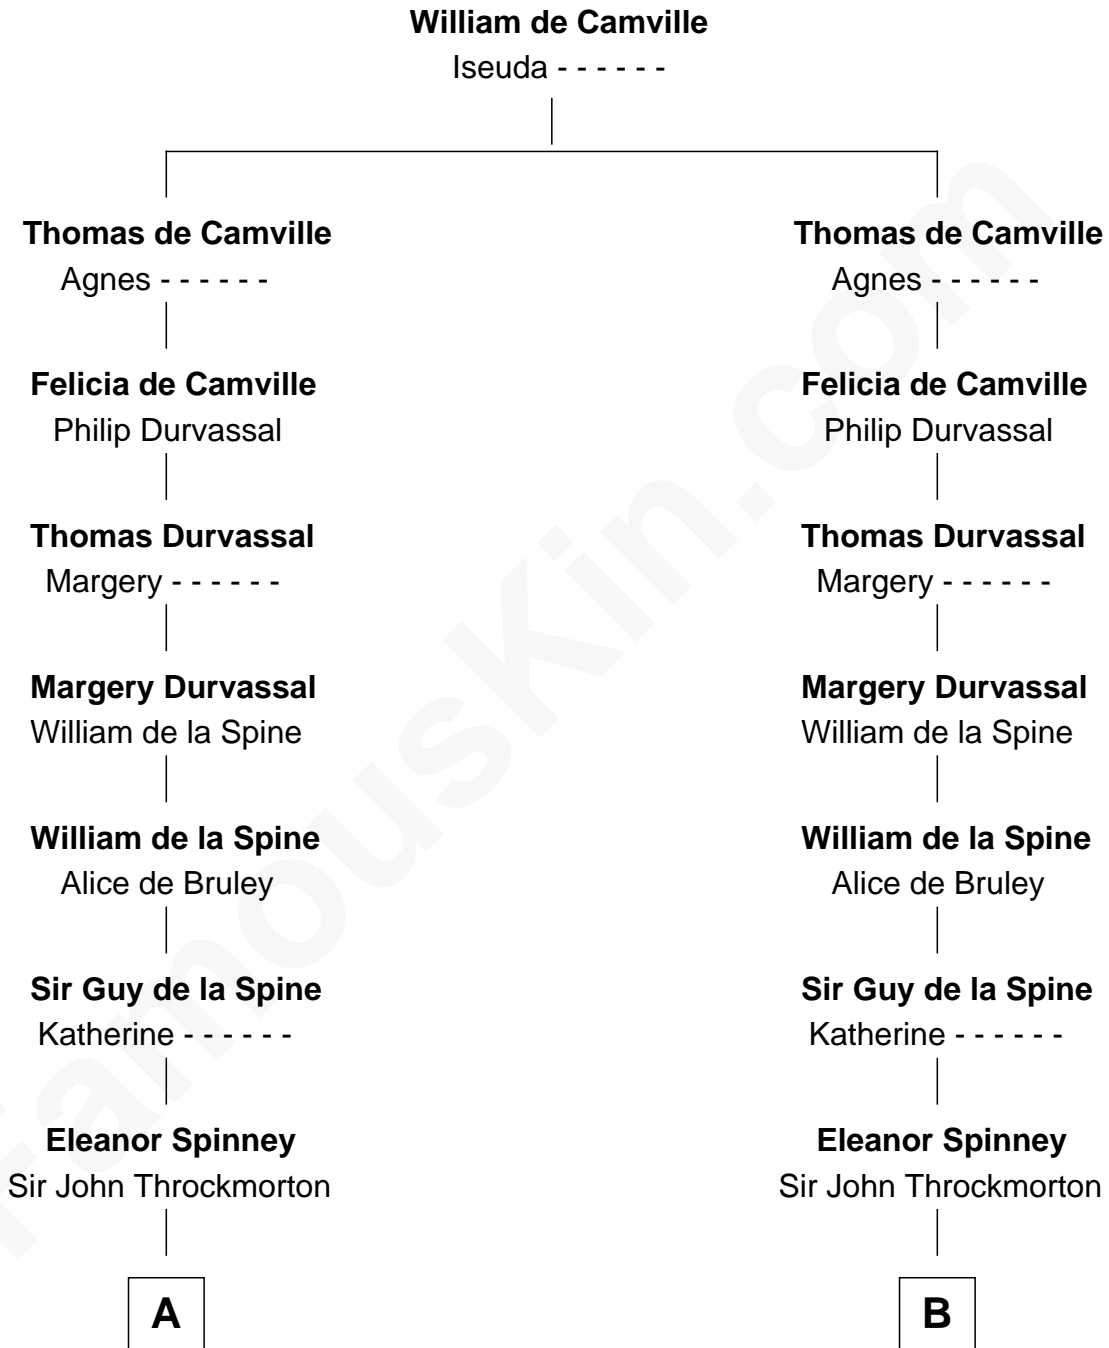 William de Camville
Iseuda - - - - - -
Thomas de Camville
Agnes - - - - - -
Felicia de Camville
Philip Durvassal
Thomas Durvassal
Margery - - - - - -
Margery Durvassal
William de la Spine
William de la Spine
Alice de Bruley
Sir Guy de la Spine
Katherine - - - - - -
Eleanor Spinney
Sir John Throckmorton
A
Thomas de Camville
Agnes - - - - - -
Felicia de Camville
Philip Durvassal
Thomas Durvassal
Margery - - - - - -
Margery Durvassal
William de la Spine
William de la Spine
Alice de Bruley
Sir Guy de la Spine
Katherine - - - - - -
Eleanor Spinney
Sir John Throckmorton
B
FamousKin.com